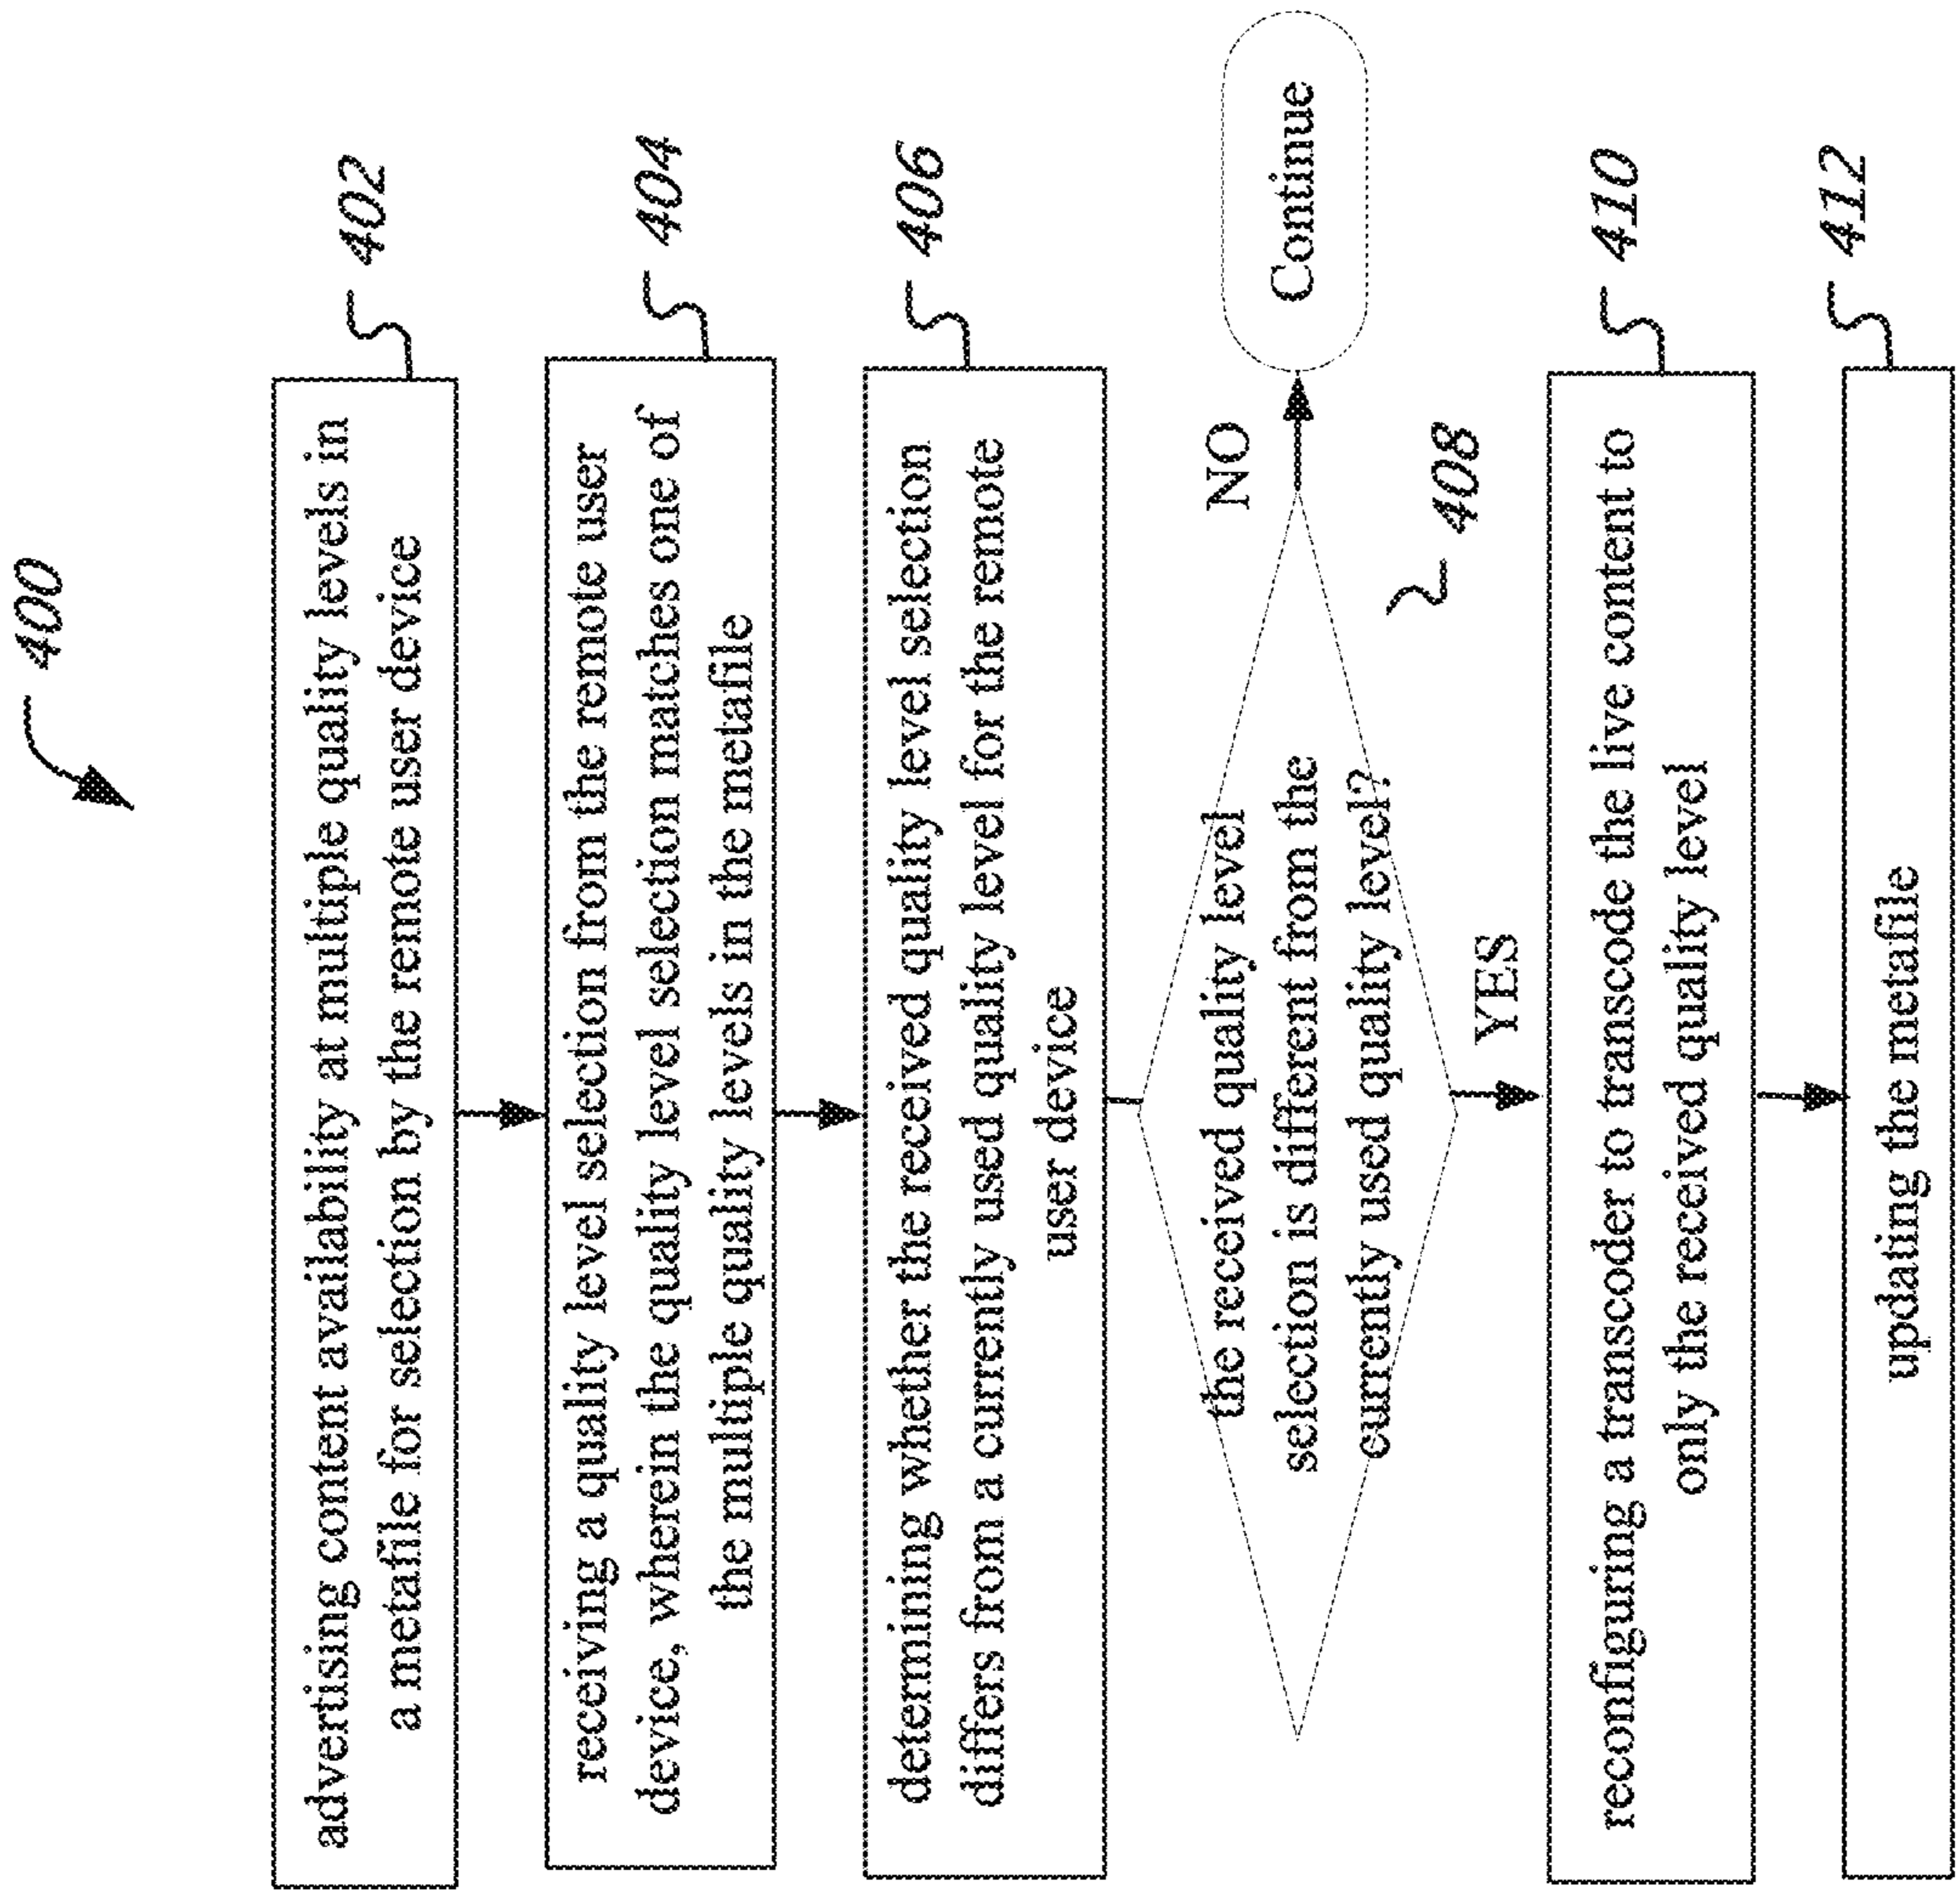 400
advertising content availability at multiple quality levels in
a metafile for selection by the remote user device
402
receiving a quality level selection from the remote user
device, wherein the quality level selection matches one of
the multiple quality levels in the metafile
404
determining whether the received quality level selection
differs from a currently used quality level for the remote
user device
406
the received quality level
selection is different from the
currently used quality level?
408
NO
Continue
YES
reconfiguring a transcoder to transcode the live content to
only the received quality level
410
updating the metafile
412